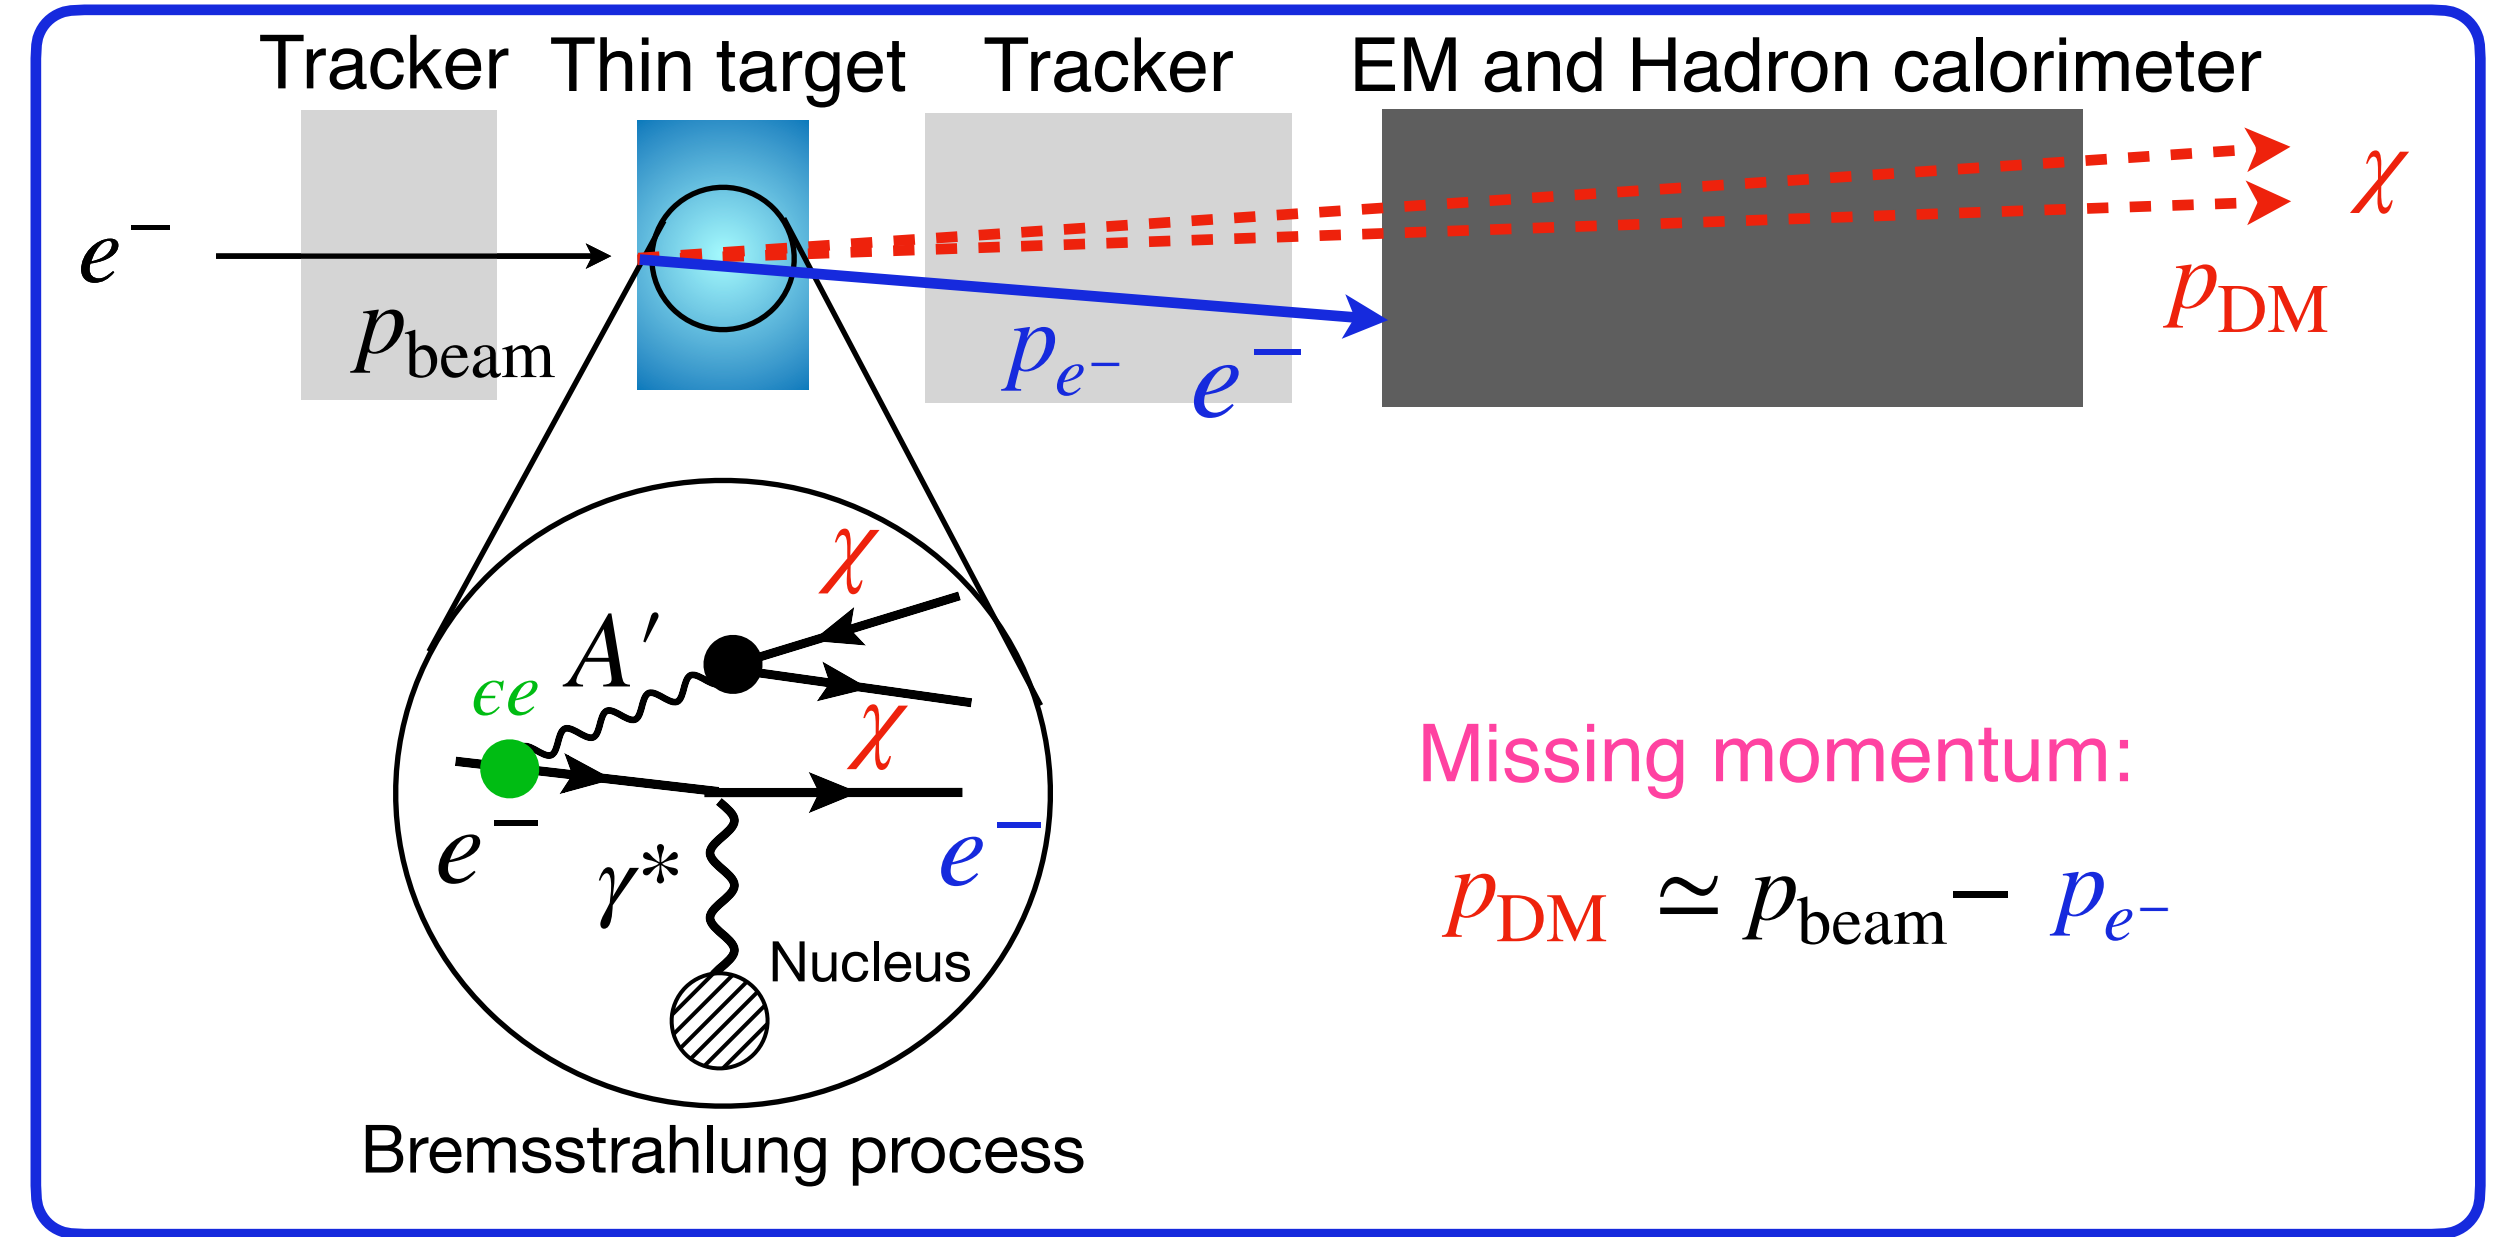 Tracker Thin target Tracker EM and Hadron calorimeter
e⁻
χ
p_beam
p_DM
p_e⁻ e⁻
χ
A′
ϵe
χ
Missing momentum:
e⁻
γ*
e⁻
p_DM ≃ p_beam − p_e⁻
Nucleus
Bremsstrahlung process